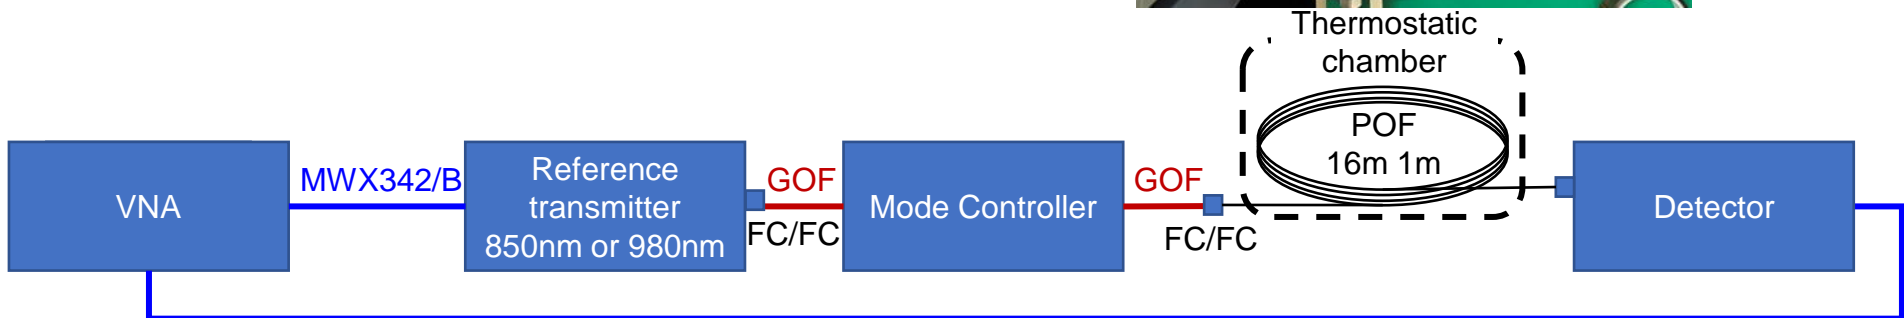 Thermostatic
chamber
POF
16m 1m
VNA
MWX342/B
Reference
transmitter
850nm or 980nm
GOF
FC/FC
Mode Controller
GOF
FC/FC
Detector